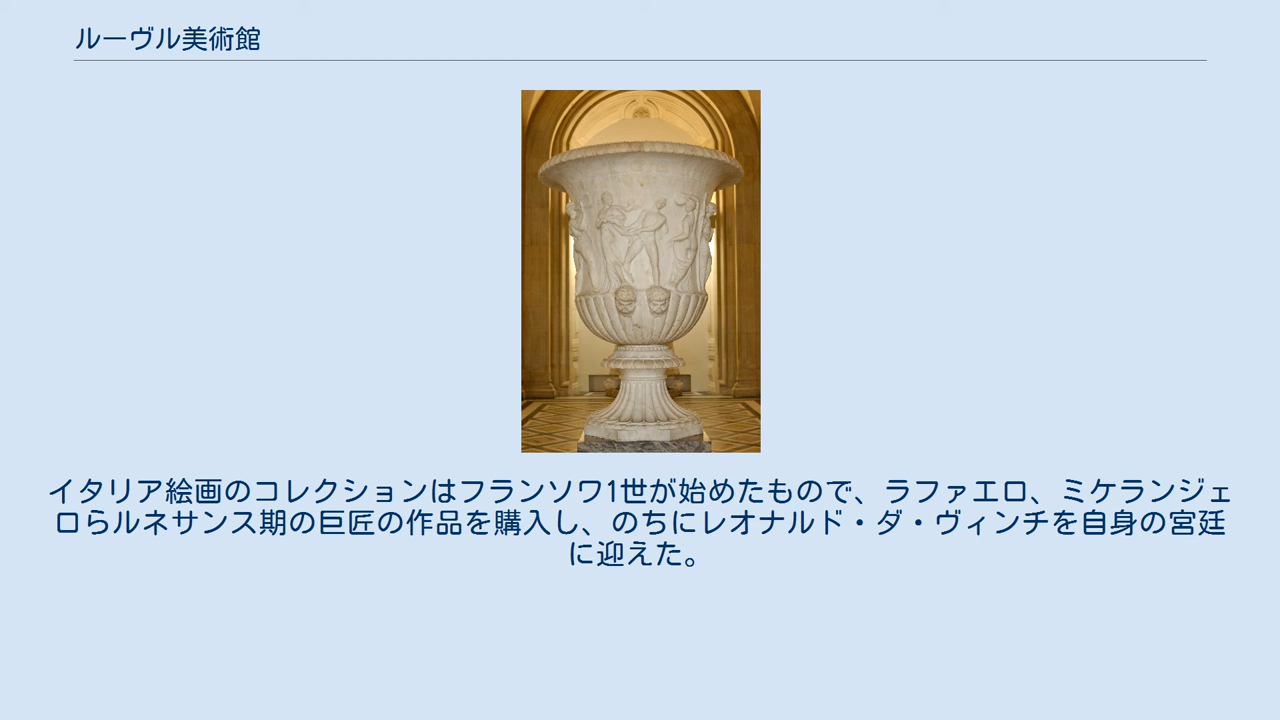 ルーヴル美術館
イタリア絵画のコレクションはフランソワ1世が始めたもので、ラファエロ、ミケランジェ
ロらルネサンス期の巨匠の作品を購入し、のちにレオナルド・ダ・ヴィンチを自身の宮廷
に迎えた。